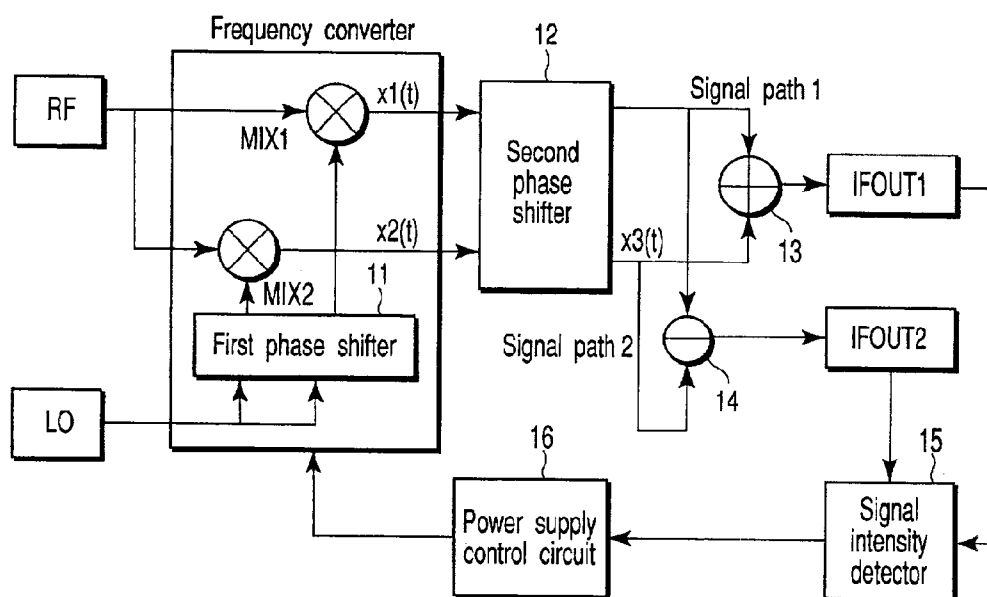 Frequency converter
12
RF
x1(t)
Signal path 1
MIX1
Second
phase
shifter
IFOUT1
x2(t)
x3(t)
13
11
MIX2
First phase shifter
Signal path 2
IFOUT2
14
LO
16
15
Power supply
control circuit
Signal
intensity
detector